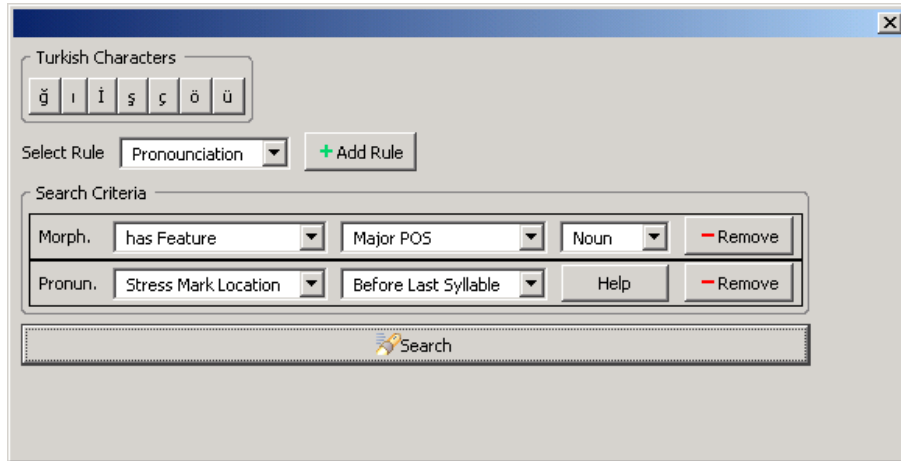 Turkish Characters
ğ ı İ ş ç ö ü
Select Rule Pronounciation + Add Rule
Search Criteria
Morph. has Feature Major POS Noun Remove
Pronun. Stress Mark Location Before Last Syllable Help Remove
Search